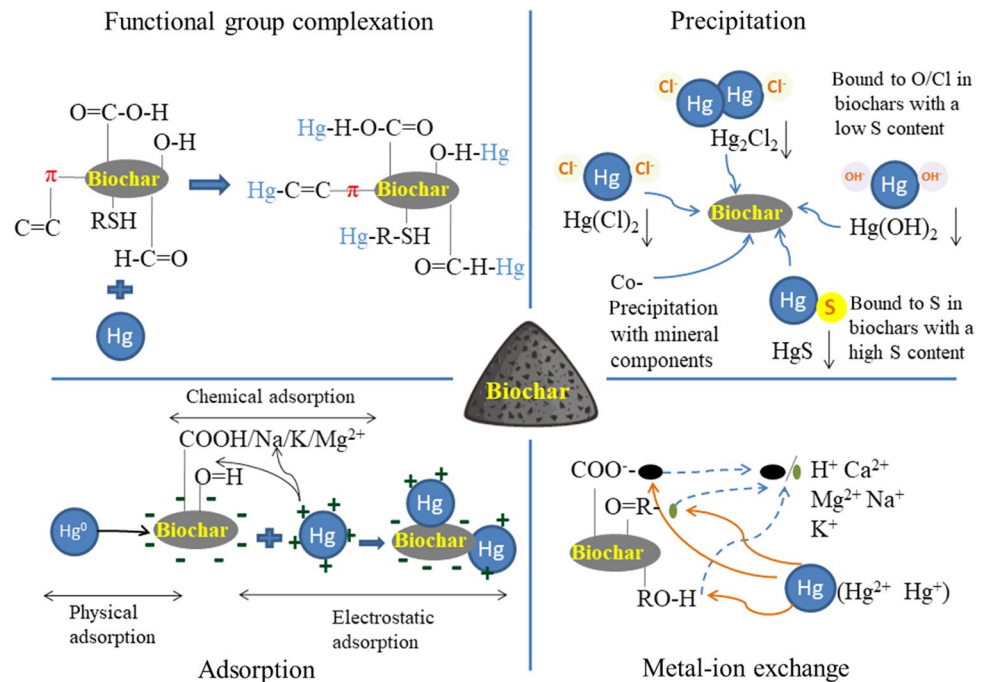 Functional group complexation
O=C-O-H
O-H
π
Biochar
C=C
RSH
H-C=O
+
Hg
Hg-H-O-C=O
O-H-Hg
Hg-C=C-π-Biochar
Hg-R-SH
O=C-H-Hg
Precipitation
Cl⁻ Hg Hg Cl⁻
Hg₂Cl₂ ↓
Bound to O/Cl in
biochars with a
low S content
Cl⁻ Hg Cl⁻
Hg(Cl)₂ ↓
Biochar
OH⁻ Hg OH⁻
Hg(OH)₂ ↓
Co-
Precipitation
with mineral
components
Hg S
HgS ↓
Bound to S in
biochars with a
high S content
Biochar
Chemical adsorption
COOH/Na/K/Mg²⁺
O=H
Hg⁰
Biochar
+
Hg
Hg
Biochar
Hg
Physical
adsorption
Electrostatic
adsorption
Adsorption
COO⁻-
O=R-
Biochar
RO-H
H⁺ Ca²⁺
Mg²⁺ Na⁺
K⁺
Hg (Hg²⁺ Hg⁺)
Metal-ion exchange